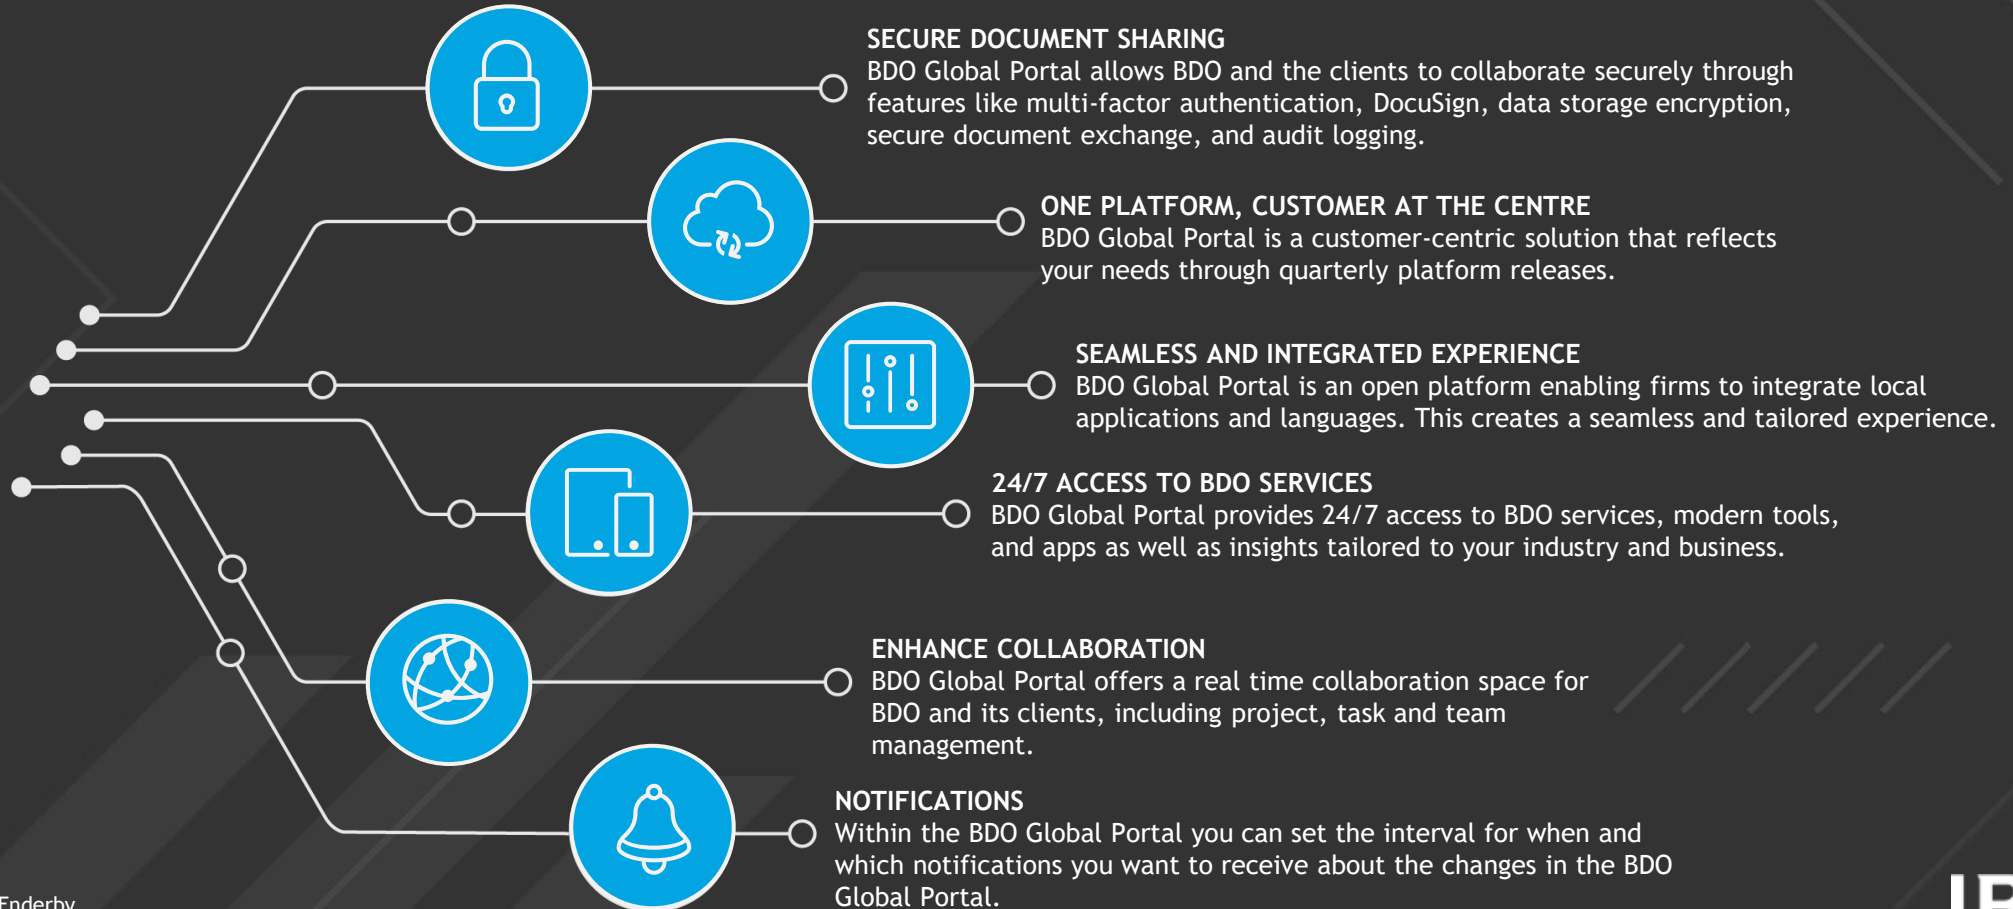 SECURE DOCUMENT SHARING
BDO Global Portal allows BDO and the clients to collaborate securely through
features like multi-factor authentication, DocuSign, data storage encryption,
secure document exchange, and audit logging.
ONE PLATFORM, CUSTOMER AT THE CENTRE
BDO Global Portal is a customer-centric solution that reflects
your needs through quarterly platform releases.
SEAMLESS AND INTEGRATED EXPERIENCE
BDO Global Portal is an open platform enabling firms to integrate local
applications and languages. This creates a seamless and tailored experience.
24/7 ACCESS TO BDO SERVICES
BDO Global Portal provides 24/7 access to BDO services, modern tools,
and apps as well as insights tailored to your industry and business.
ENHANCE COLLABORATION
BDO Global Portal offers a real time collaboration space for
BDO and its clients, including project, task and team
management.
NOTIFICATIONS
Within the BDO Global Portal you can set the interval for when and
which notifications you want to receive about the changes in the BDO
Global Portal.
Enderby